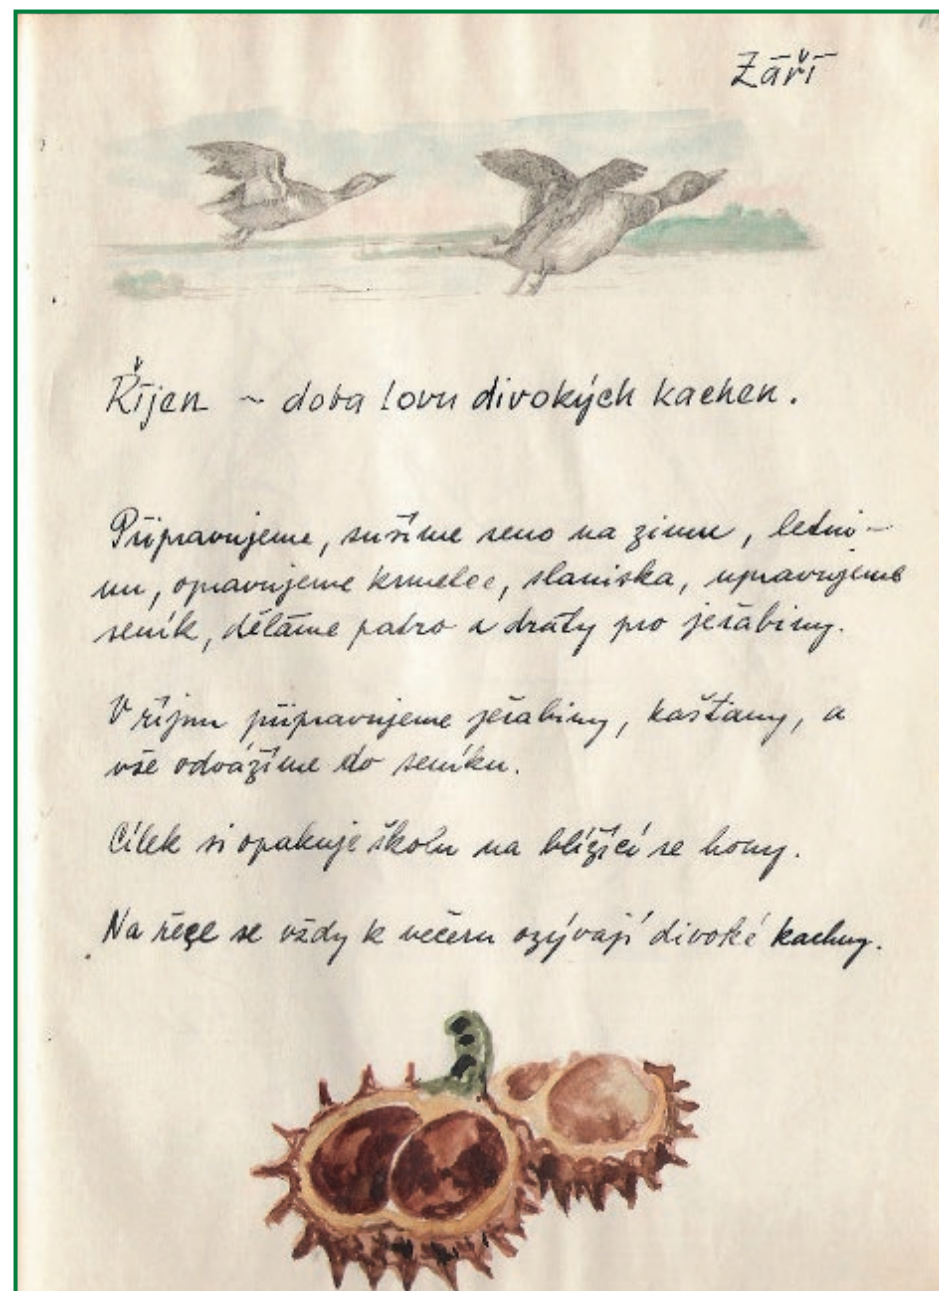 Září
Říjen ~ doba lovu divokých kachen.
Připravujeme, sušíme seno na zimu, letni-
nu, opravujeme krmelec, slaniska, upravujeme
seník, děláme patro a dráty pro jeřabiny.
V říjnu připravujeme jeřabiny, kaštany, a
vše odvážíme do seníku.
Cílek si opakuje školu na blížící se hony.
Na řece se vždy k večeru ozývají divoké kachny.